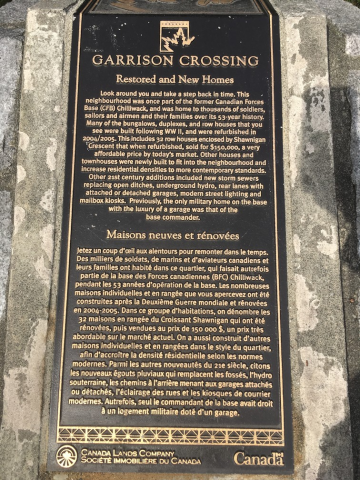 GARRISON CROSSING
Restored and New Homes
Look around you and take a step back in time. This
neighbourhood was once part of the former Canadian Forces
Base (CFB) Chilliwack, and was home to thousands of soldiers,
sailors and airmen and their families over its 53-year history.
Many of the bungalows, duplexes, and row houses that you
see were built following WW II, and were refurbished in
2004/2005. This includes 32 row houses enclosed by Shawnigan
Crescent that when refurbished, sold for $150,000, a very
affordable price by today's market. Other houses and
townhouses were newly built to fit into the neighbourhood and
increase residential densities to more contemporary standards.
Other 21st century additions included new storm sewers
replacing open ditches, underground hydro, rear lanes with
attached or detached garages, modern street lighting and
mailbox kiosks. Previously, the only military home on the base
with the luxury of a garage was that of the
base commander.
Maisons neuves et rénovées
Jetez un coup d'œil aux alentours pour remonter dans le temps.
Des milliers de soldats, de marins et d'aviateurs canadiens et
leurs familles ont habité dans ce quartier, qui faisait autrefois
partie de la base des Forces canadiennes (BFC) Chilliwack,
pendant les 53 années d'opération de la base. Les nombreuses
maisons individuelles et en rangée que vous apercevez ont été
construites après la Deuxième Guerre mondiale et rénovées
en 2004-2005. Dans ce groupe d'habitations, on dénombre les
32 maisons en rangée du Croissant Shawnigan qui ont été
rénovées, puis vendues au prix de 150 000 $, un prix très
abordable sur le marché actuel. On a aussi construit d'autres
maisons individuelles et en rangées dans le style du quartier,
afin d'accroître la densité résidentielle selon les normes
modernes. Parmi les autres nouveautés du 21e siècle, citons
les nouveaux égouts pluviaux qui remplacent les fossés, l'hydro
souterraine, les chemins à l'arrière menant aux garages attachés
ou détachés, l'éclairage des rues et les kiosques de courrier
modernes. Autrefois, seul le commandant de la base avait droit
à un logement militaire doté d'un garage.
CANADA LANDS COMPANY
SOCIÉTÉ IMMOBILIÈRE DU CANADA
Canada